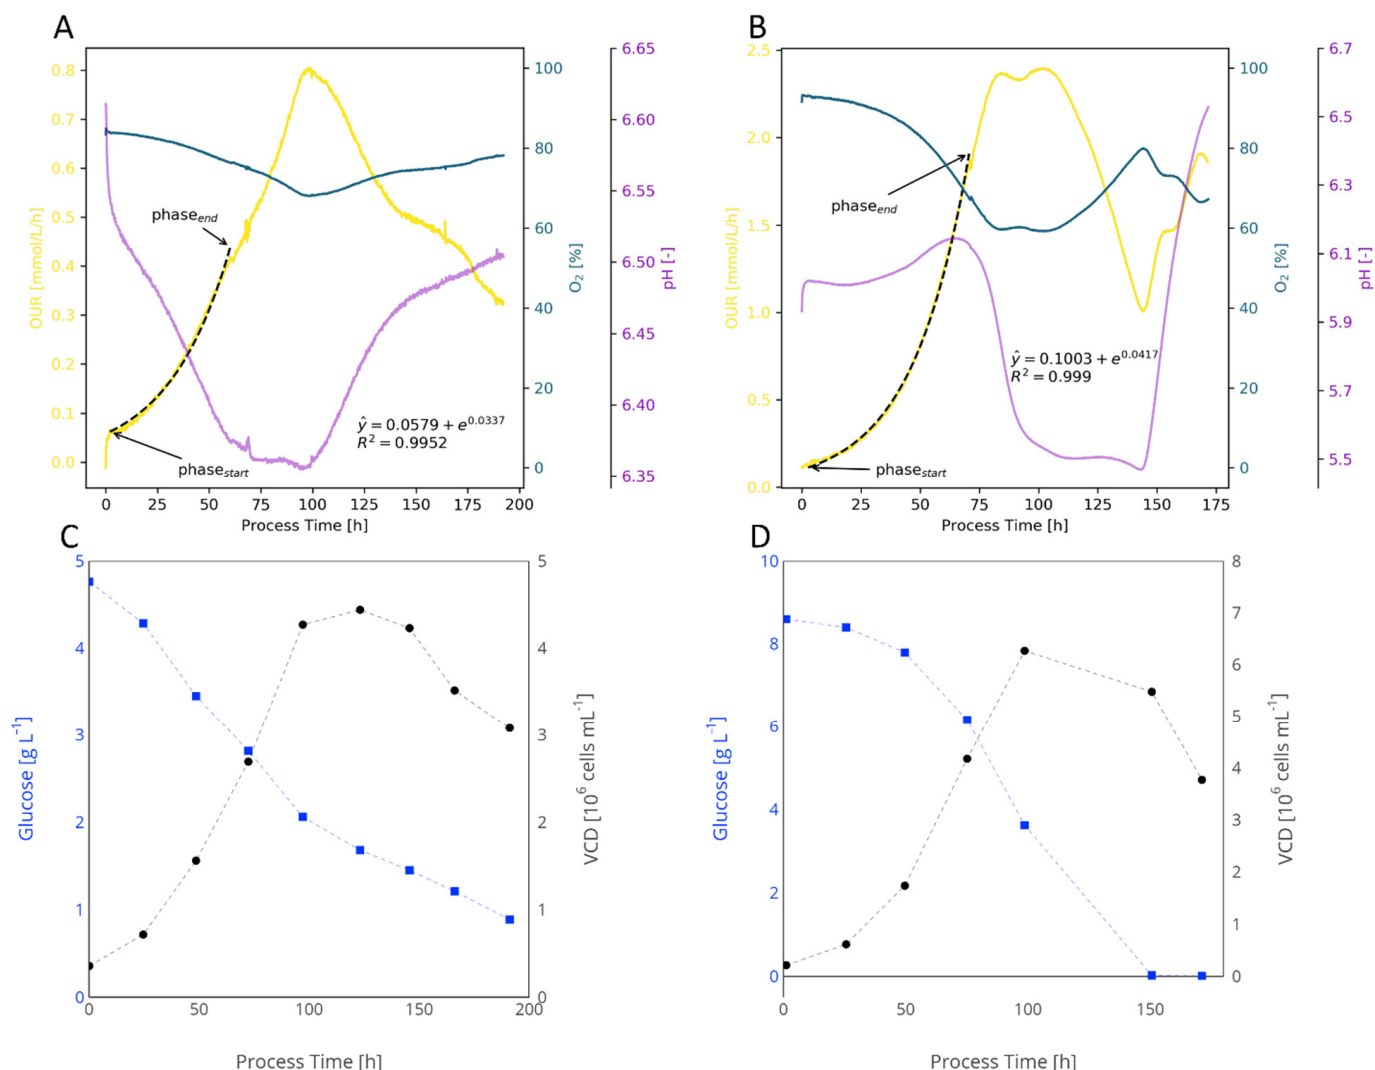 A
OUR [mmol/L/h]
0.8
0.7
0.6
0.5
0.4
0.3
0.2
0.1
0.0
phase_end
phase_start
ŷ = 0.0579 + e^0.0337
R² = 0.9952
100
80
60
40
20
0
O₂ [%]
6.65
6.60
6.55
6.50
6.45
6.40
6.35
pH [-]
0 25 50 75 100 125 150 175 200
Process Time [h]
B
OUR [mmol/L/h]
2.5
2.0
1.5
1.0
0.5
0.0
phase_end
phase_start
ŷ = 0.1003 + e^0.0417
R² = 0.999
100
80
60
40
20
0
O₂ [%]
6.7
6.5
6.3
6.1
5.9
5.7
5.5
pH [-]
0 25 50 75 100 125 150 175
Process Time [h]
C
Glucose [g L⁻¹]
5
4
3
2
1
0
5
4
3
2
1
0
VCD [10⁶ cells mL⁻¹]
0 50 100 150 200
Process Time [h]
D
Glucose [g L⁻¹]
10
8
6
4
2
0
8
7
6
5
4
3
2
1
0
VCD [10⁶ cells mL⁻¹]
0 50 100 150
Process Time [h]